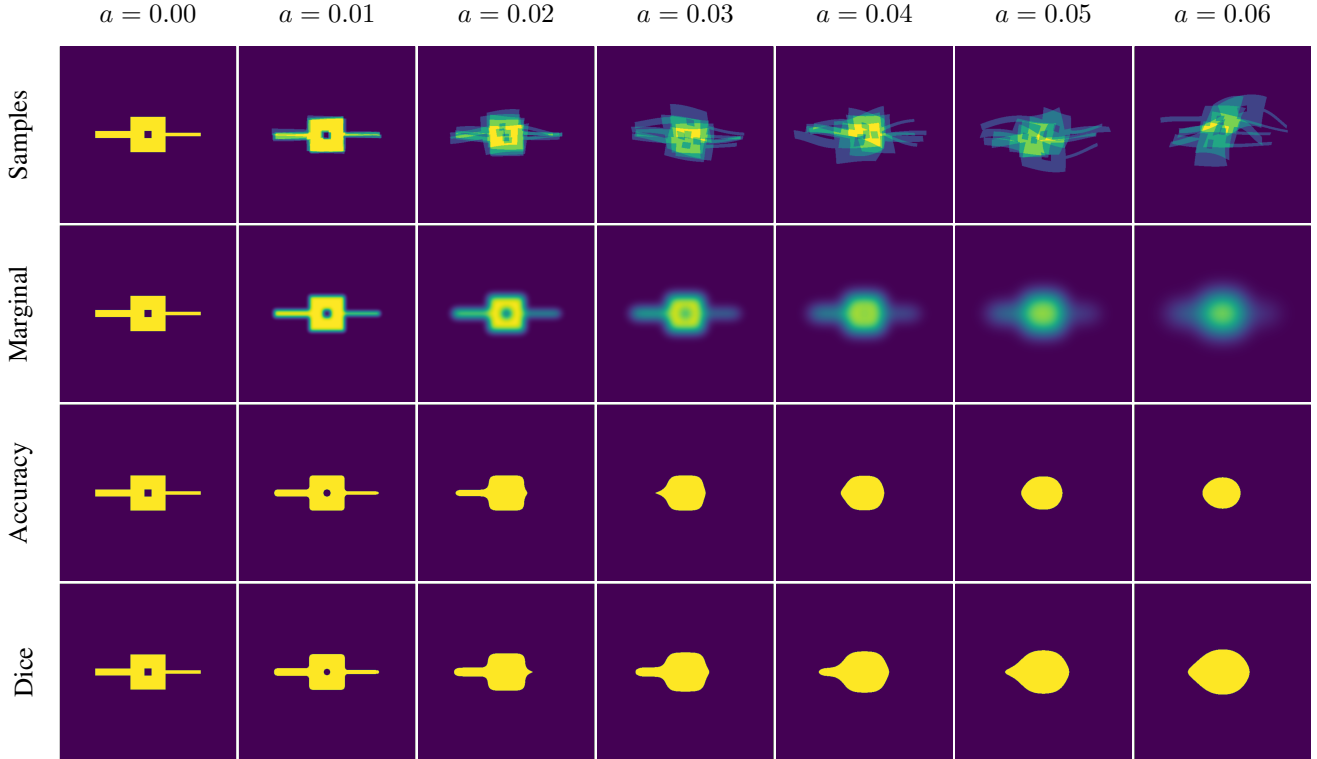 a = 0.00 a = 0.01 a = 0.02 a = 0.03 a = 0.04 a = 0.05 a = 0.06
Samples
Marginal
Accuracy
Dice